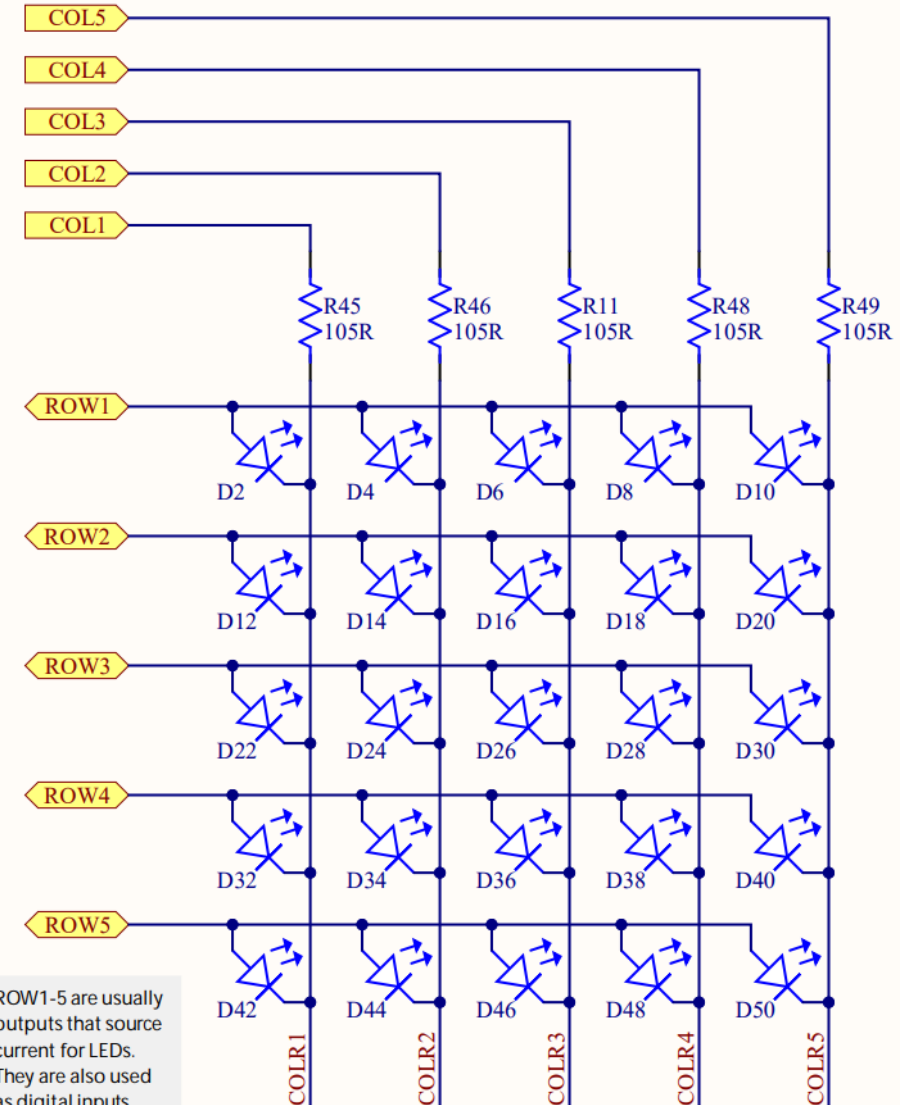 COL5
COL4
COL3
COL2
COL1
R45 R46 R11 R48 R49
105R 105R 105R 105R 105R
ROW1
D2 D4 D6 D8 D10
ROW2
D12 D14 D16 D18 D20
ROW3
D22 D24 D26 D28 D30
ROW4
D32 D34 D36 D38 D40
ROW5
D42 D44 D46 D48 D50
ROW1-5 are usually
outputs that source
current for LEDs.
They are also used
as digital inputs
COLR1 COLR2 COLR3 COLR4 COLR5